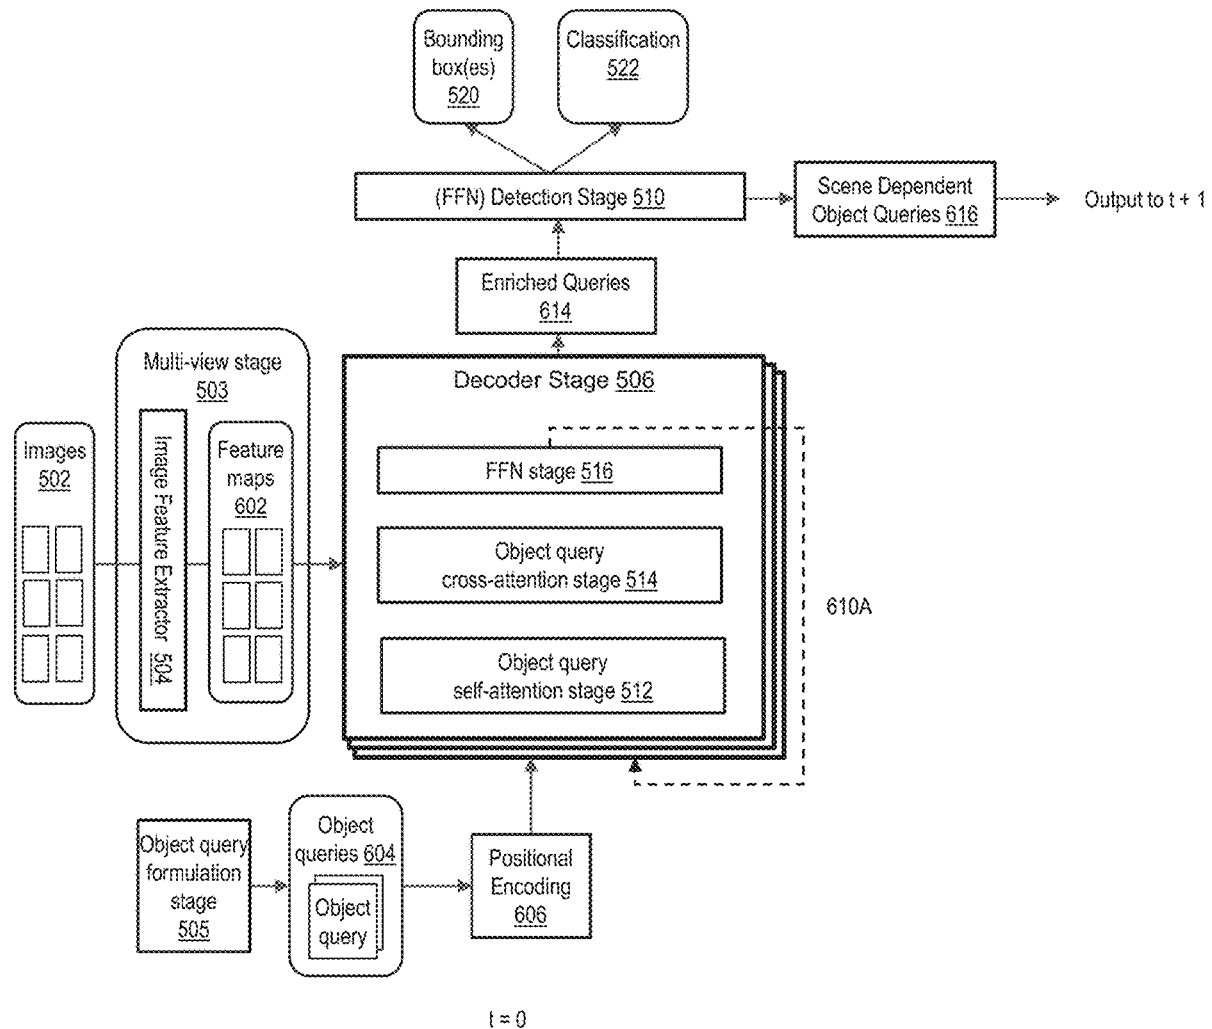 Bounding
box(es)
520
Classification
522
(FFN) Detection Stage 510
Scene Dependent
Object Queries 616
Output to t + 1
Enriched Queries
614
Multi-view stage
503
Decoder Stage 506
Images
502
Image Feature Extractor 504
Feature
maps
602
FFN stage 516
Object query
cross-attention stage 514
610A
Object query
self-attention stage 512
Object query
formulation
stage
505
Object
queries 604
Object
query
Positional
Encoding
606
t = 0